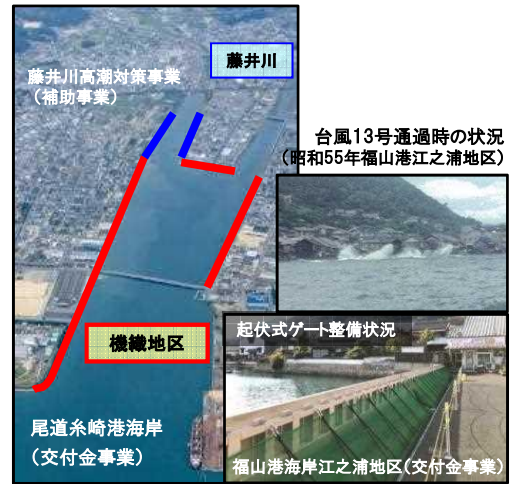 藤井川
藤井川高潮対策事業
（補助事業）
台風13号通過時の状況
（昭和55年福山港江之浦地区）
起伏式ゲート整備状況
機織地区
尾道糸崎港海岸
（交付金事業）
福山港海岸江之浦地区（交付金事業）